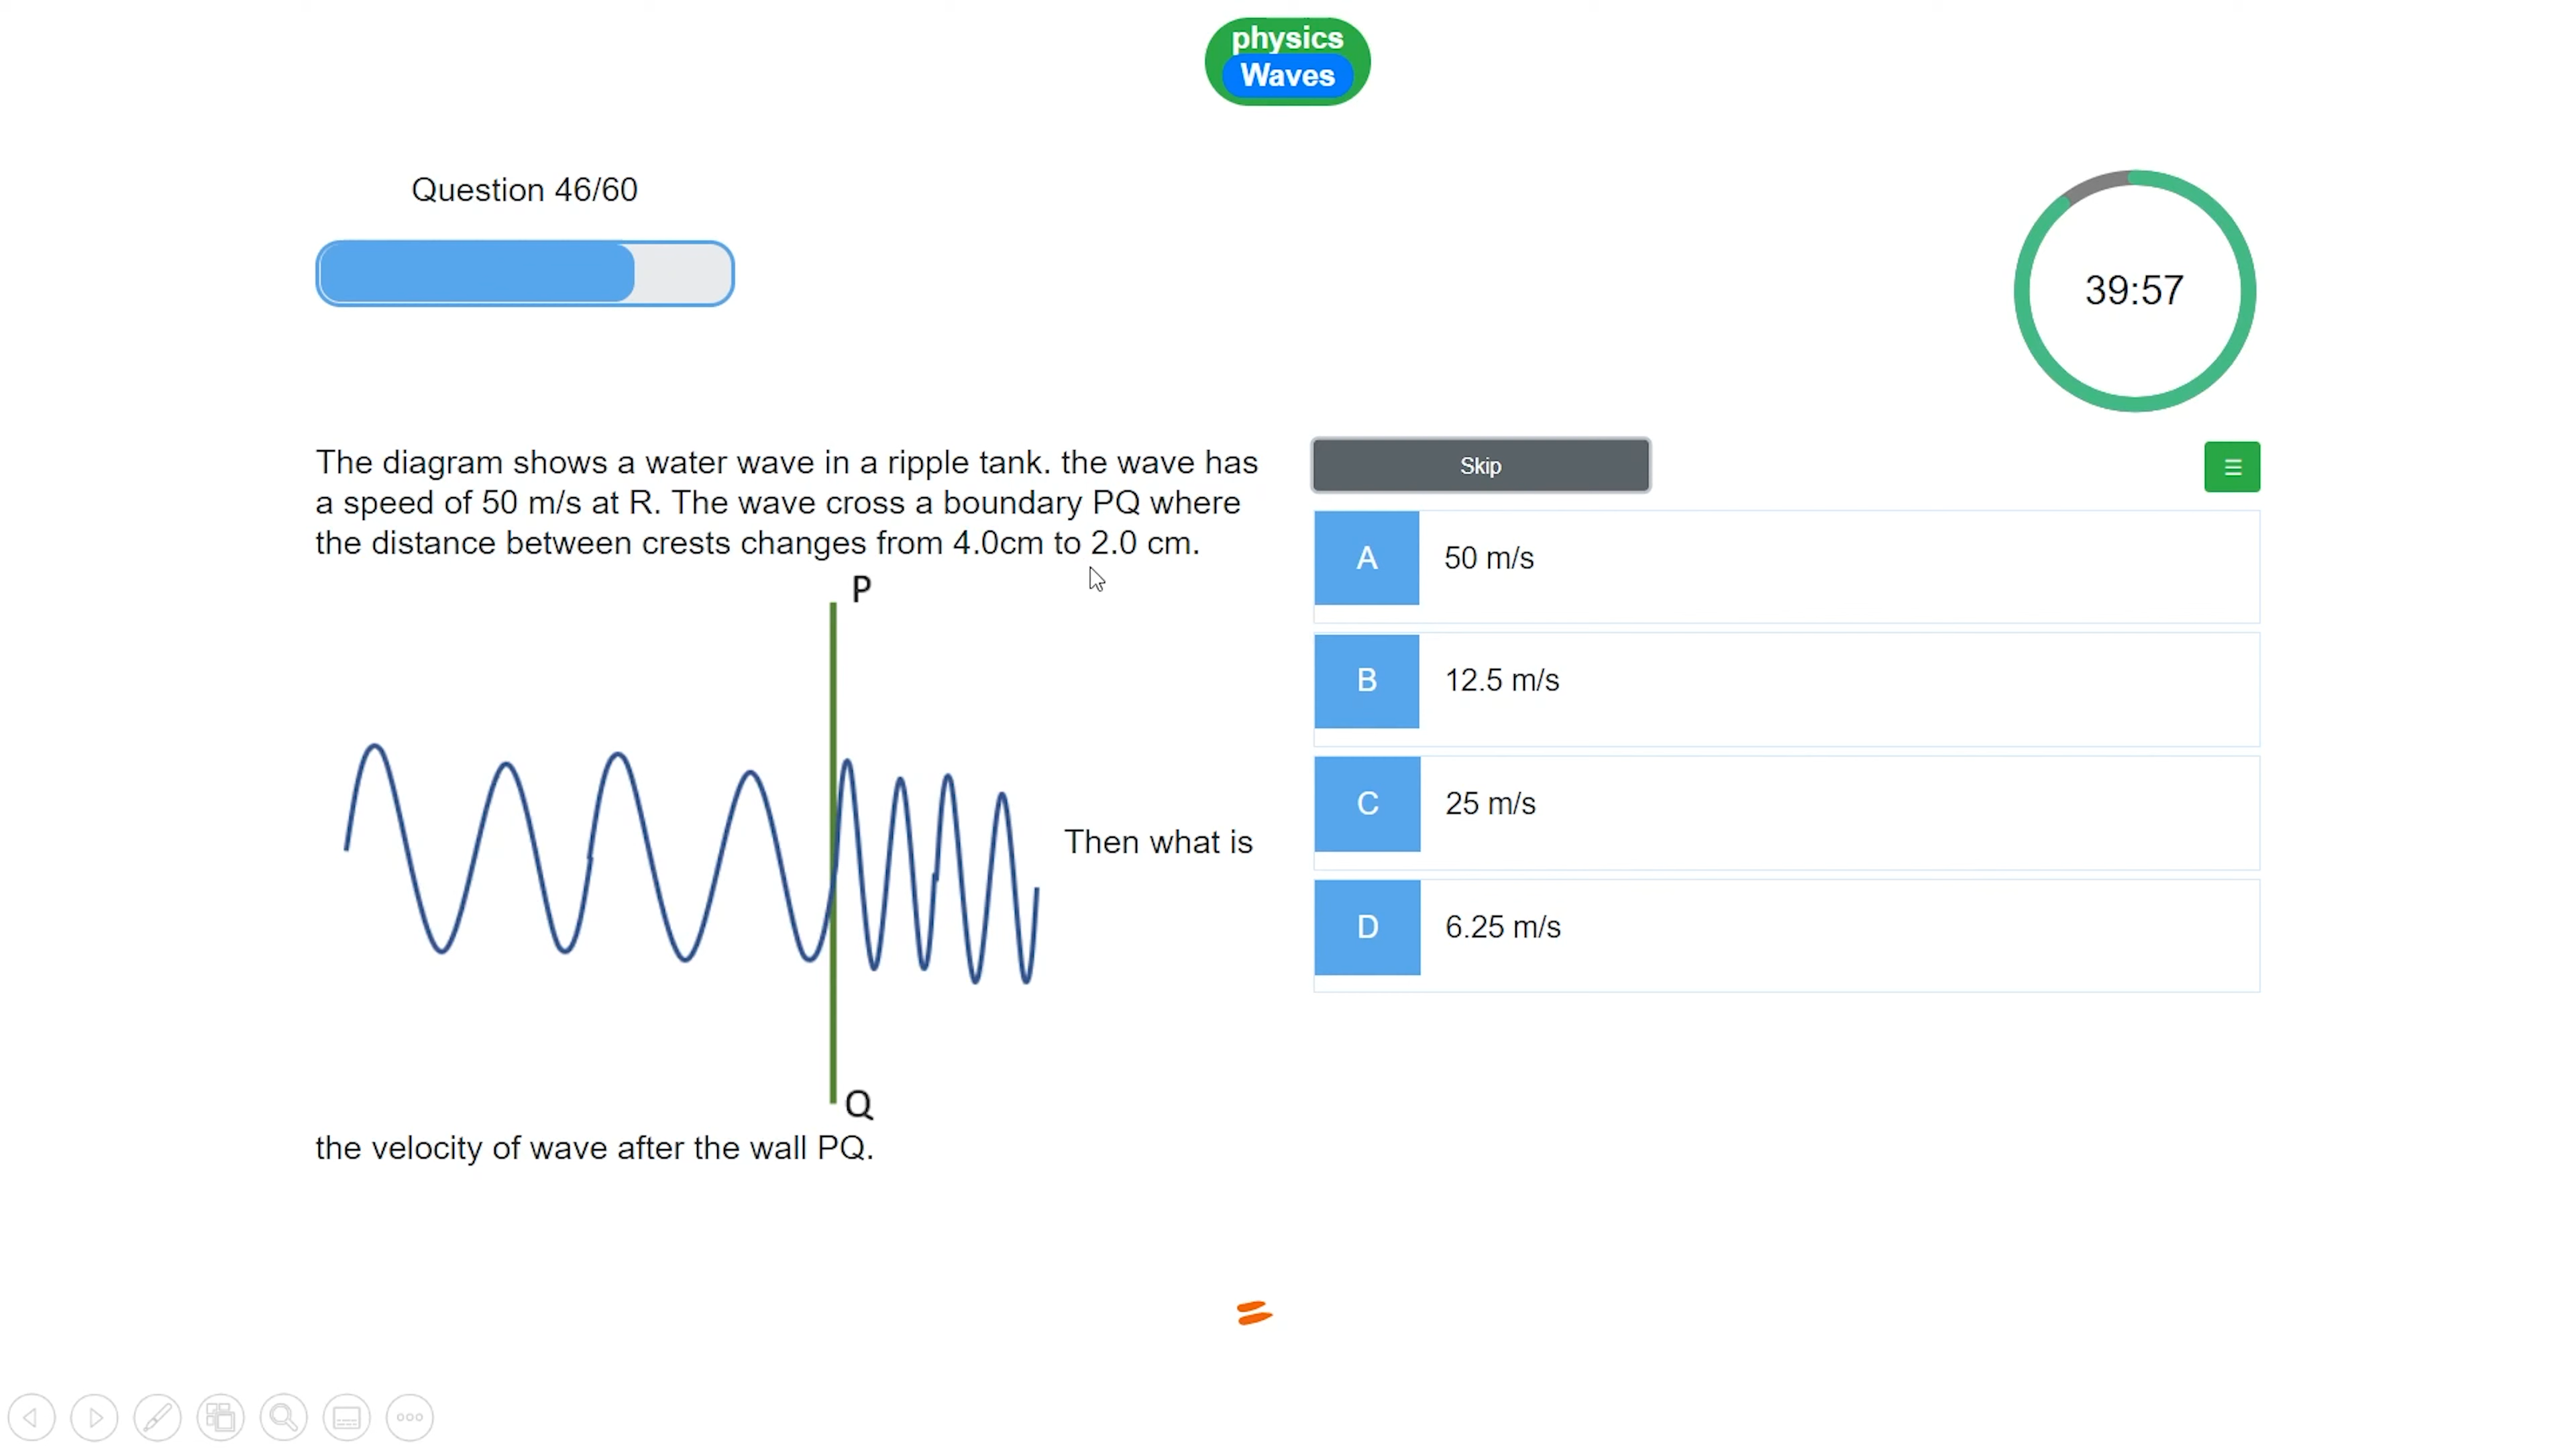 physics
Waves
Question 46/60
39:57
The diagram shows a water wave in a ripple tank. the wave has
a speed of 50 m/s at R. The wave cross a boundary PQ where
the distance between crests changes from 4.0cm to 2.0 cm.
P
Then what is
Q
the velocity of wave after the wall PQ.
Skip
A 50 m/s
B 12.5 m/s
C 25 m/s
D 6.25 m/s